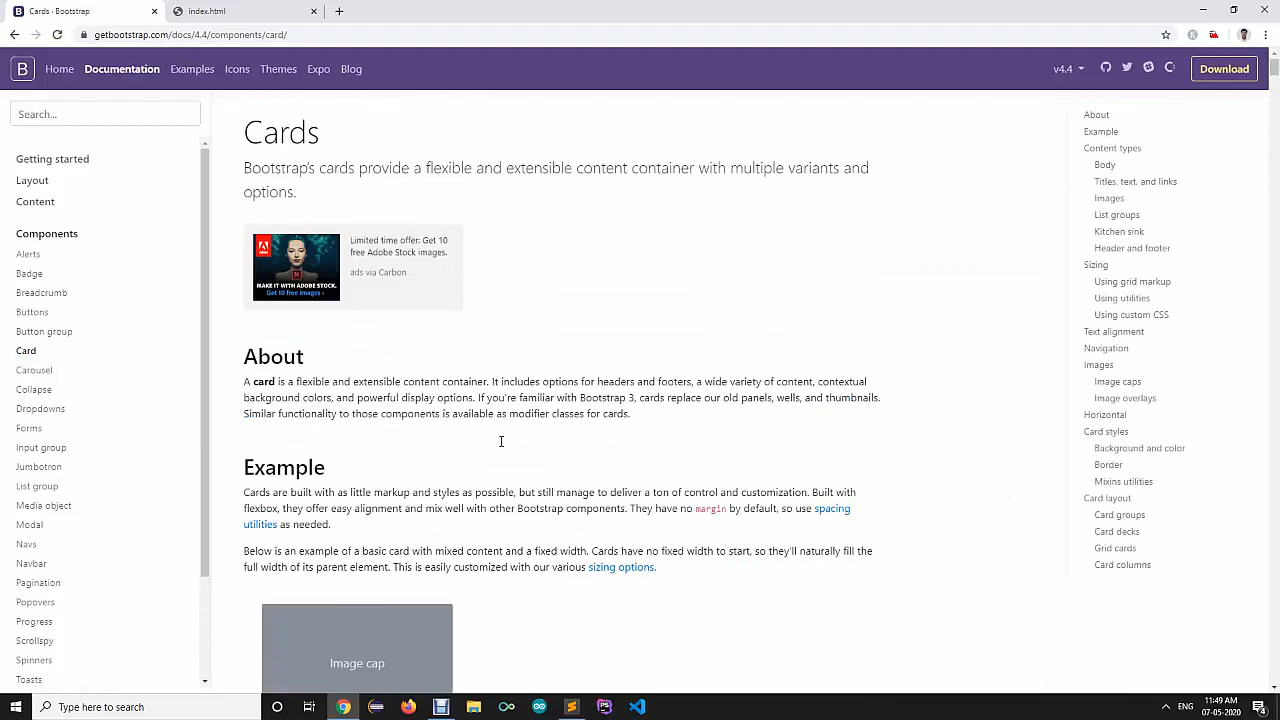 Cards · Bootstrap
index.html
getbootstrap.com/docs/4.4/components/card/
B
Home
Documentation
Examples
Icons
Themes
Expo
Blog
v4.4
Download
Search...
Getting started
Layout
Content
Components
Alerts
Badge
Breadcrumb
Buttons
Button group
Card
Carousel
Collapse
Dropdowns
Forms
Input group
Jumbotron
List group
Media object
Modal
Navs
Navbar
Pagination
Popovers
Progress
Scrollspy
Spinners
Toasts
Cards
Bootstrap's cards provide a flexible and extensible content container with multiple variants and
options.
MAKE IT WITH ADOBE STOCK.
Get 10 free images ›
Limited time offer: Get 10
free Adobe Stock images.
ads via Carbon
About
A card is a flexible and extensible content container. It includes options for headers and footers, a wide variety of content, contextual
background colors, and powerful display options. If you're familiar with Bootstrap 3, cards replace our old panels, wells, and thumbnails.
Similar functionality to those components is available as modifier classes for cards.
Example
Cards are built with as little markup and styles as possible, but still manage to deliver a ton of control and customization. Built with
flexbox, they offer easy alignment and mix well with other Bootstrap components. They have no margin by default, so use spacing
utilities as needed.
Below is an example of a basic card with mixed content and a fixed width. Cards have no fixed width to start, so they'll naturally fill the
full width of its parent element. This is easily customized with our various sizing options.
Image cap
About
Example
Content types
Body
Titles, text, and links
Images
List groups
Kitchen sink
Header and footer
Sizing
Using grid markup
Using utilities
Using custom CSS
Text alignment
Navigation
Images
Image caps
Image overlays
Horizontal
Card styles
Background and color
Border
Mixins utilities
Card layout
Card groups
Card decks
Grid cards
Card columns
Type here to search
ENG
11:49 AM
07-05-2020